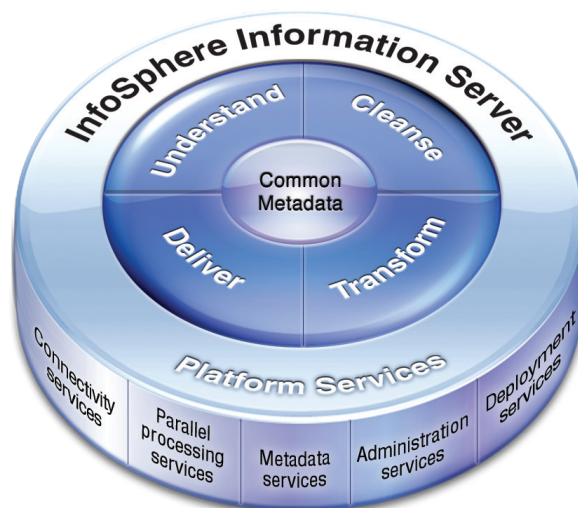 InfoSphere Information Server
Understand
Cleanse
Common
Metadata
Deliver
Transform
Platform Services
Connectivity
services
Parallel
processing
services
Metadata
services
Administration
services
Deployment
services